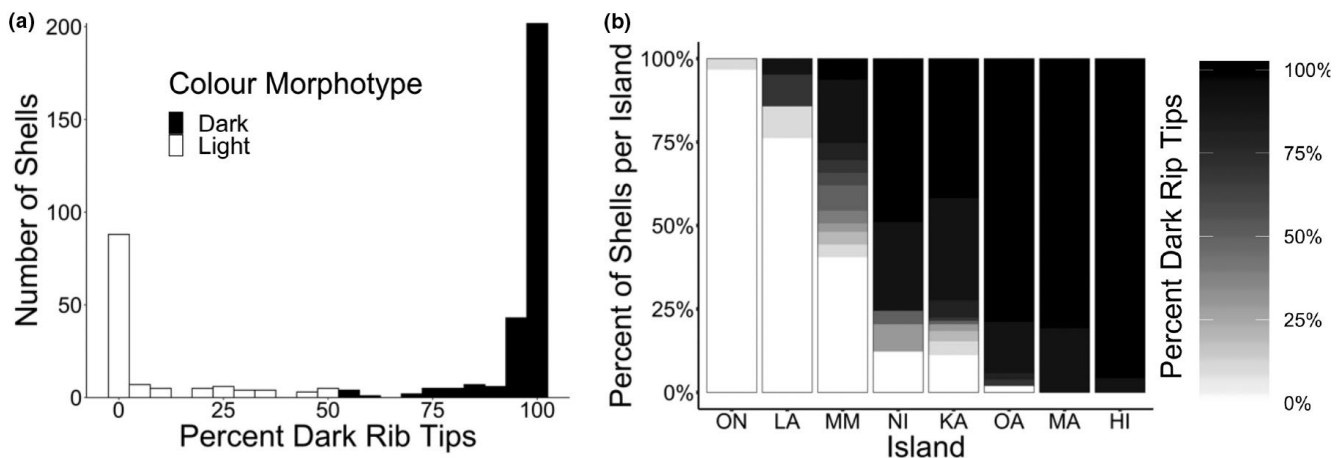 (a)
Number of Shells
200
150
100
50
0
Colour Morphotype
Dark
Light
0 25 50 75 100
Percent Dark Rib Tips
(b)
Percent of Shells per Island
100%
75%
50%
25%
0%
ON LA MM NI KA OA MA HI
Island
Percent Dark Rip Tips
100%
75%
50%
25%
0%